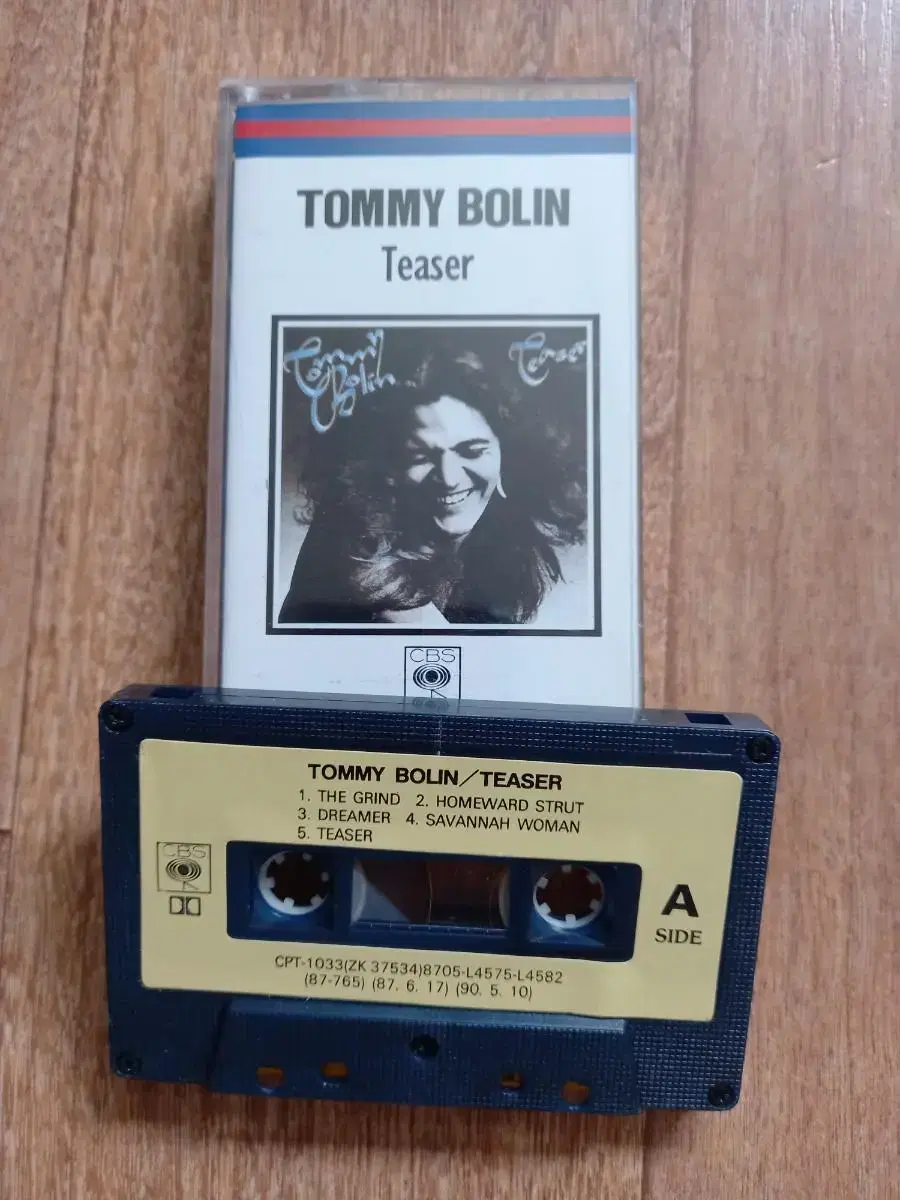 TOMMY BOLIN
Teaser
Tommy Bolin
Teaser
CBS
TOMMY BOLIN/TEASER
1. THE GRIND 2. HOMEWARD STRUT
3. DREAMER 4. SAVANNAH WOMAN
5. TEASER
CBS
A
SIDE
CPT-1033(ZK 37534)8705-L4575-L4582
(87-765) (87. 6. 17) (90. 5. 10)